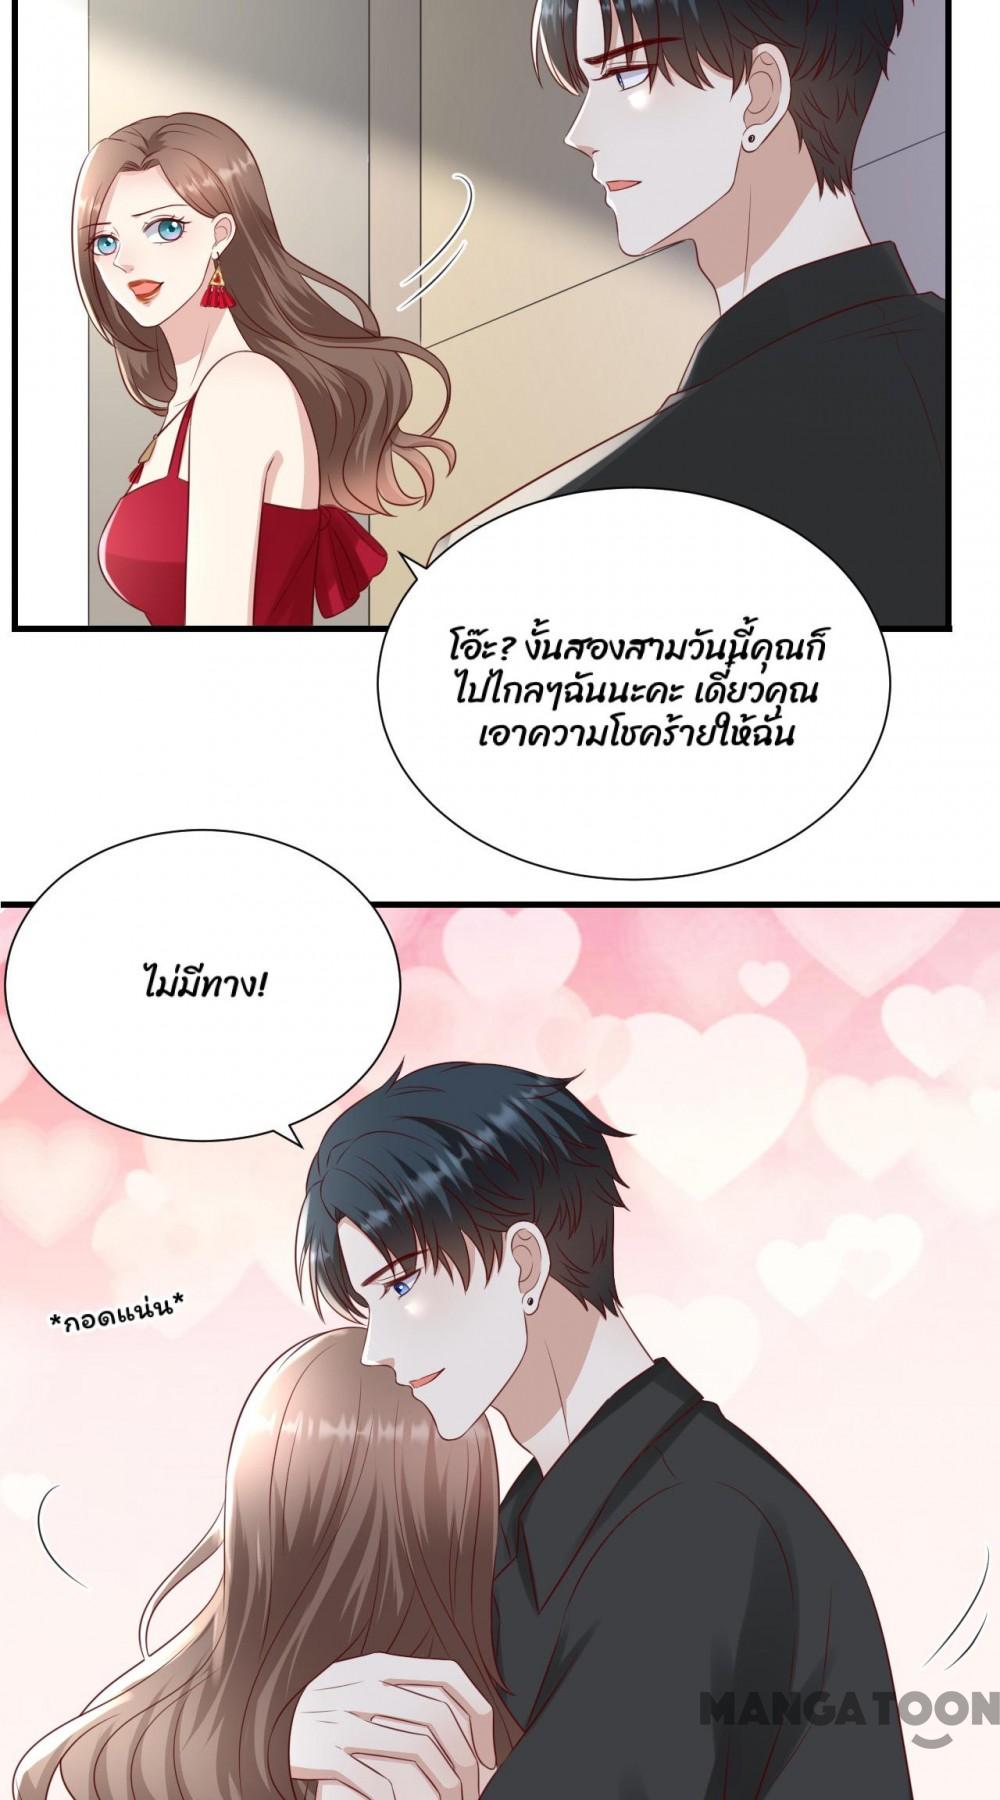 โอ๊ะ? งั้นสองสามวันนี้คุณก็
ไปไกลๆฉันนะคะ เดี๋ยวคุณ
เอาความโชคร้ายให้ฉัน
ไม่มีทาง!
*กอดแน่น*
MANGATOON